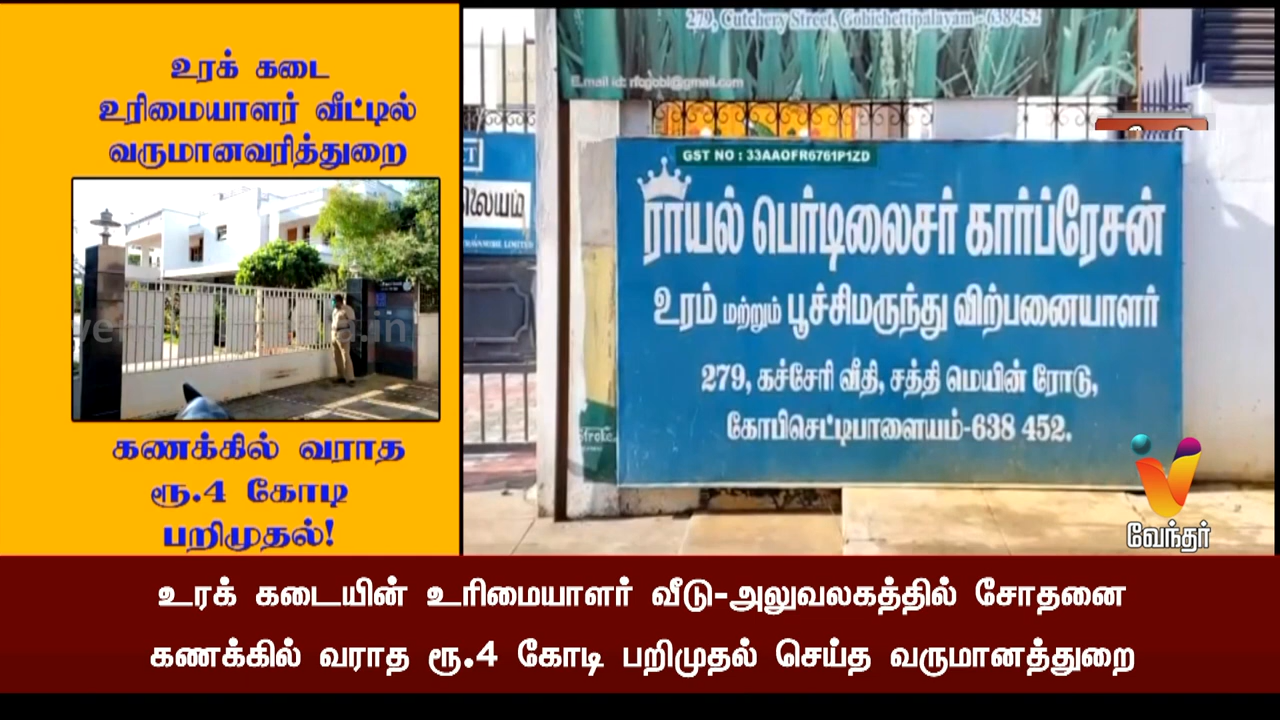 உரக் கடை
உரிமையாளர் வீட்டில்
வருமானவரித்துறை
கணக்கில் வராத
ரூ.4 கோடி
பறிமுதல்!
279, Cutchery Street, Gobichettipalayam - 638 452
E.mail id: rfcgobi@gmail.com
GST NO : 33AAOFR6761P1ZD
ராயல் பெர்டிலைசர் கார்ப்ரேசன்
உரம் மற்றும் பூச்சிமருந்து விற்பனையாளர்
279, கச்சேரி வீதி, சத்தி மெயின் ரோடு,
கோபிசெட்டிபாளையம்-638 452.
LIMITED
வேந்தர்
உரக் கடையின் உரிமையாளர் வீடு-அலுவலகத்தில் சோதனை
கணக்கில் வராத ரூ.4 கோடி பறிமுதல் செய்த வருமானத்துறை